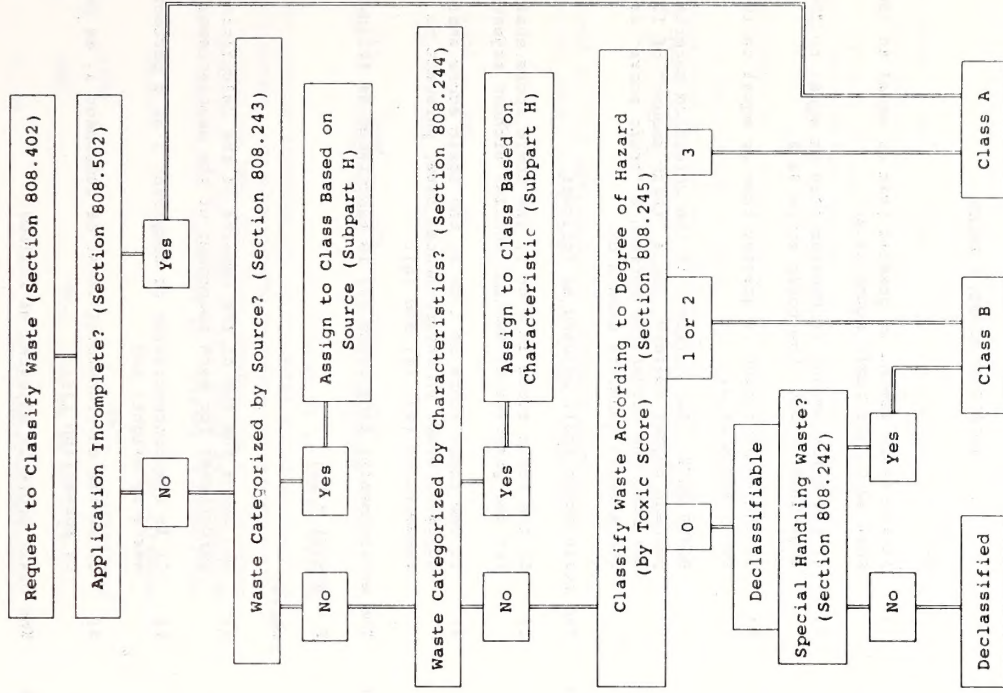 Request to Classify Waste (Section 808.402)
Application Incomplete? (Section 808.502)
No
Yes
Waste Categorized by Source? (Section 808.243)
No
Yes
Assign to Class Based on
Source (Subpart H)
Waste Categorized by Characteristics? (Section 808.244)
No
Yes
Assign to Class Based on
Characteristic (Subpart H)
Classify Waste According to Degree of Hazard
(by Toxic Score) (Section 808.245)
0
1 or 2
3
Declassifiable
Special Handling Waste?
(Section 808.242)
No
Yes
Declassified
Class B
Class A